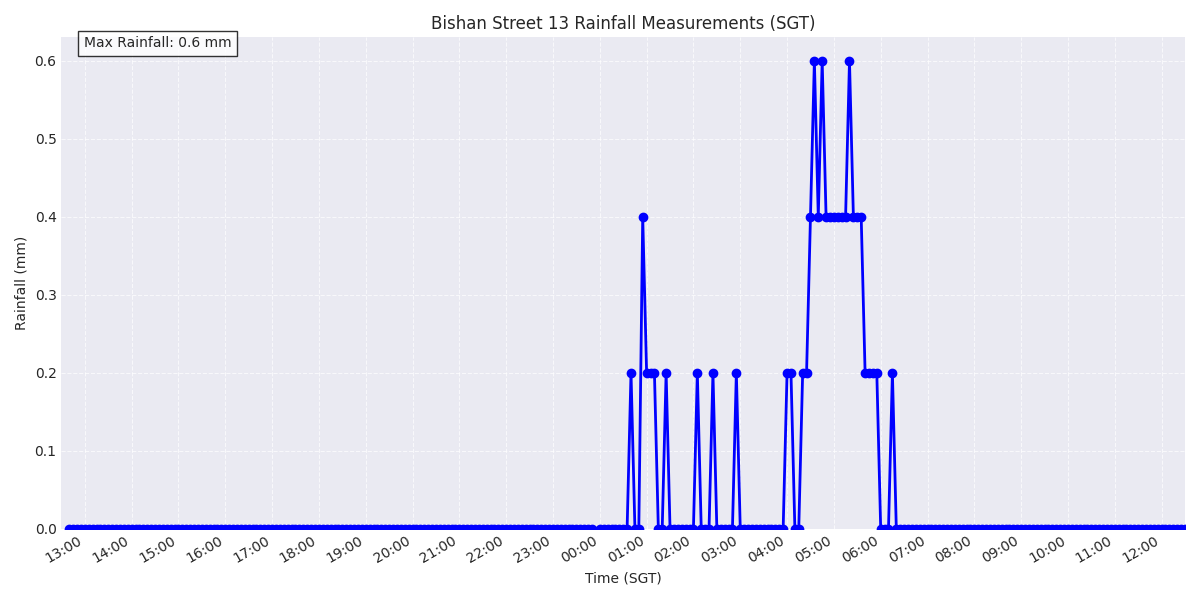 Bishan Street 13 Rainfall Measurements (SGT)
Max Rainfall: 0.6 mm
0.6
0.5
0.4
0.3
0.2
0.1
0.0
Rainfall (mm)
13:00 14:00 15:00 16:00 17:00 18:00 19:00 20:00 21:00 22:00 23:00 00:00 01:00 02:00 03:00 04:00 05:00 06:00 07:00 08:00 09:00 10:00 11:00 12:00
Time (SGT)